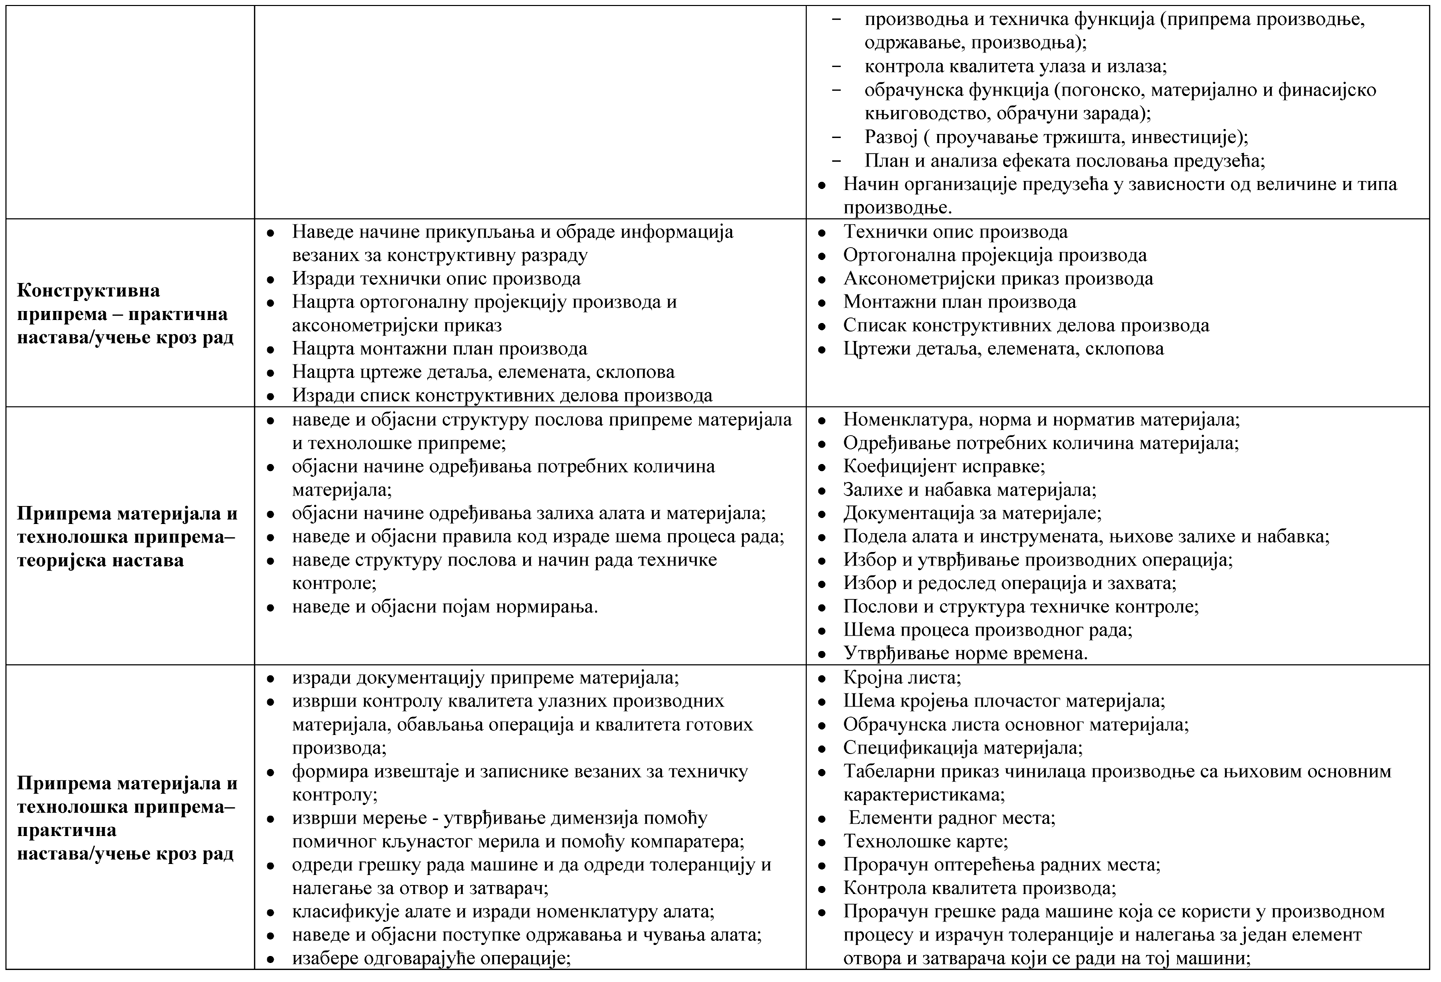 − производња и техничка функција (припрема производње,
одржавање, производња);
− контрола квалитета улаза и излаза;
− обрачунска функција (погонско, материјално и финасијско
књиговодство, обрачуни зарада);
− Развој ( проучавање тржишта, инвестиције);
− План и анализа ефеката пословања предузећа;
• Начин организације предузећа у зависности од величине и типа
производње.
Конструктивна
припрема – практична
настава/учење кроз рад
• Наведе начине прикупљања и обраде информација
везаних за конструктивну разраду
• Изради технички опис производа
• Нацрта ортогоналну пројекцију производа и
аксонометријски приказ
• Нацрта монтажни план производа
• Нацрта цртеже детаља, елемената, склопова
• Изради списк конструктивних делова производа
• Технички опис производа
• Ортогонална пројекција производа
• Аксонометријски приказ производа
• Монтажни план производа
• Списак конструктивних делова производа
• Цртежи детаља, елемената, склопова
Припрема материјала и
технолошка припрема–
теоријска настава
• наведе и објасни структуру послова припреме материјала
и технолошке припреме;
• објасни начине одређивања потребних количина
материјала;
• објасни начине одређивања залиха алата и материјала;
• наведе и објасни правила код израде шема процеса рада;
• наведе структуру послова и начин рада техничке
контроле;
• наведе и објасни појам нормирања.
• Номенклатура, норма и норматив материјала;
• Одређивање потребних количина материјала;
• Коефицијент исправке;
• Залихе и набавка материјала;
• Документација за материјале;
• Подела алата и инструмената, њихове залихе и набавка;
• Избор и утврђивање производних операција;
• Избор и редослед операција и захвата;
• Послови и структура техничке контроле;
• Шема процеса производног рада;
• Утврђивање норме времена.
Припрема материјала и
технолошка припрема–
практична
настава/учење кроз рад
• изради документацију припреме материјала;
• изврши контролу квалитета улазних производних
материјала, обављања операција и квалитета готових
производа;
• формира извештаје и записнике везаних за техничку
контролу;
• изврши мерење - утврђивање димензија помоћу
помичног кљунастог мерила и помоћу компаратера;
• одреди грешку рада машине и да одреди толеранцију и
налегање за отвор и затварач;
• класификује алате и изради номенклатуру алата;
• наведе и објасни поступке одржавања и чувања алата;
• изабере одговарајуће операције;
• Кројна листа;
• Шема кројења плочастог материјала;
• Обрачунска листа основног материјала;
• Спецификација материјала;
• Табеларни приказ чинилаца производње са њиховим основним
карактеристикама;
• Елементи радног места;
• Технолошке карте;
• Прорачун оптерећења радних места;
• Контрола квалитета производа;
• Прорачун грешке рада машине која се користи у производном
процесу и израчун толеранције и налегања за један елемент
отвора и затварача који се ради на тој машини;